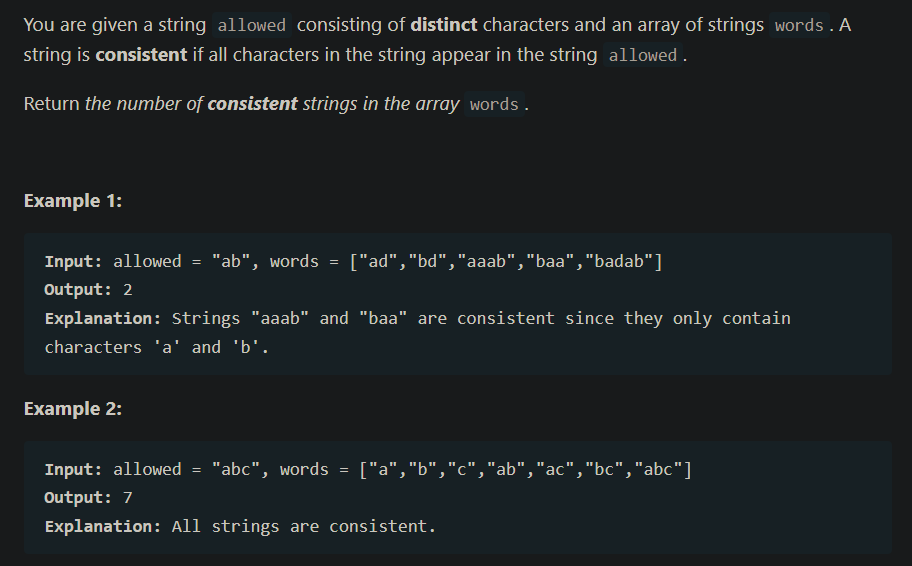 You are given a string allowed consisting of distinct characters and an array of strings words. A
string is consistent if all characters in the string appear in the string allowed.
Return the number of consistent strings in the array words.
Example 1:
Input: allowed = "ab", words = ["ad","bd","aaab","baa","badab"]
Output: 2
Explanation: Strings "aaab" and "baa" are consistent since they only contain
characters 'a' and 'b'.
Example 2:
Input: allowed = "abc", words = ["a","b","c","ab","ac","bc","abc"]
Output: 7
Explanation: All strings are consistent.